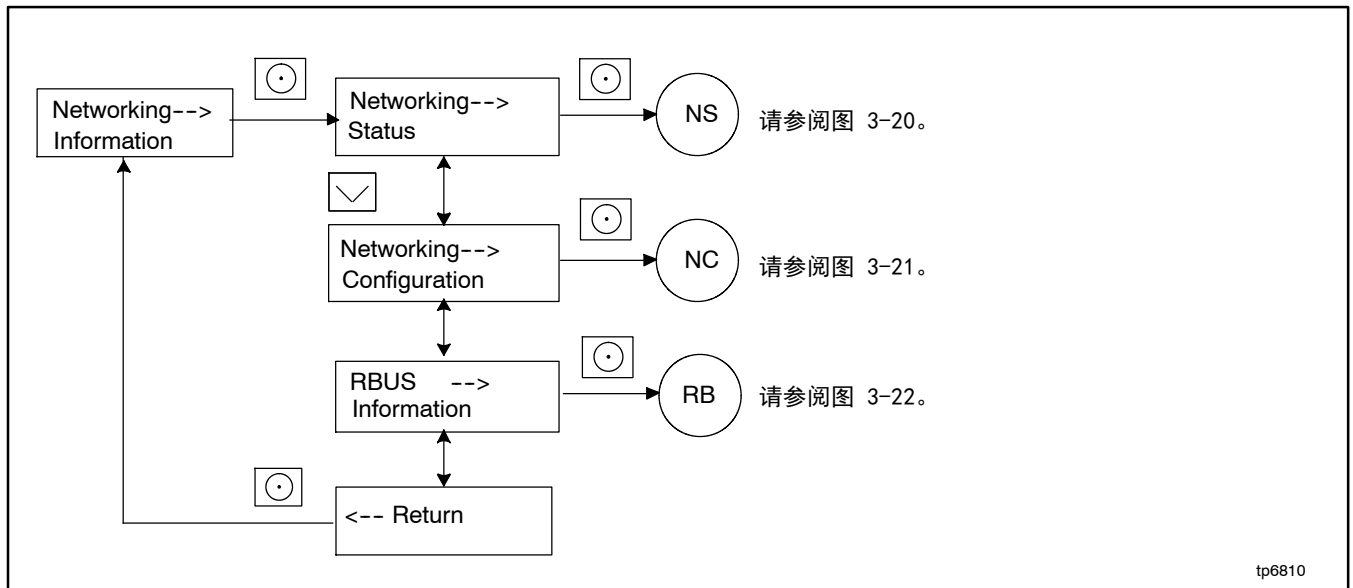 Networking-->
Information
Networking-->
Status
NS
请参阅图 3-20。
Networking-->
Configuration
NC
请参阅图 3-21。
RBUS -->
Information
RB
请参阅图 3-22。
<-- Return
tp6810